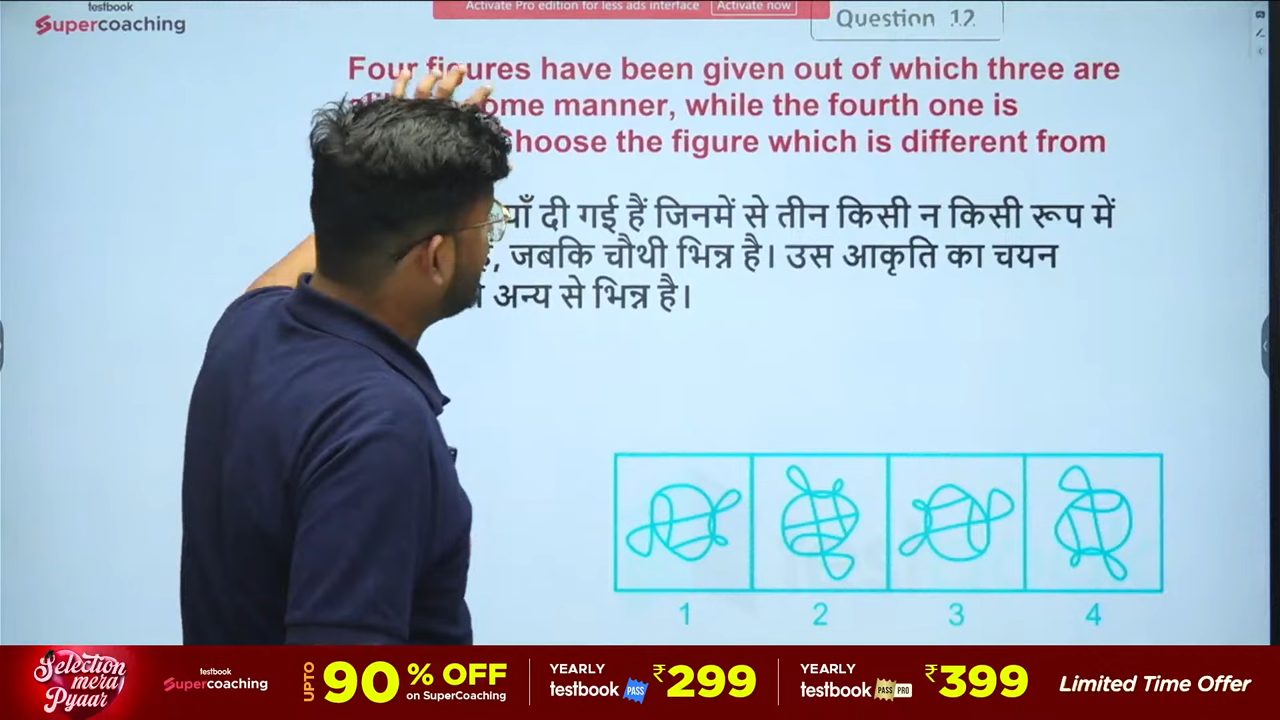 testbook
Supercoaching
Activate Pro edition for less ads interface Activate now
Question 12
Four figures have been given out of which three are
some manner, while the fourth one is
Choose the figure which is different from
दी गई हैं जिनमें से तीन किसी न किसी रूप में
जबकि चौथी भिन्न है। उस आकृति का चयन
अन्य से भिन्न है।
1 2 3 4
Selection mera Pyaar
testbook
Supercoaching
UPTO 90% OFF on SuperCoaching
YEARLY testbook PASS ₹299
YEARLY testbook PASS PRO ₹399
Limited Time Offer